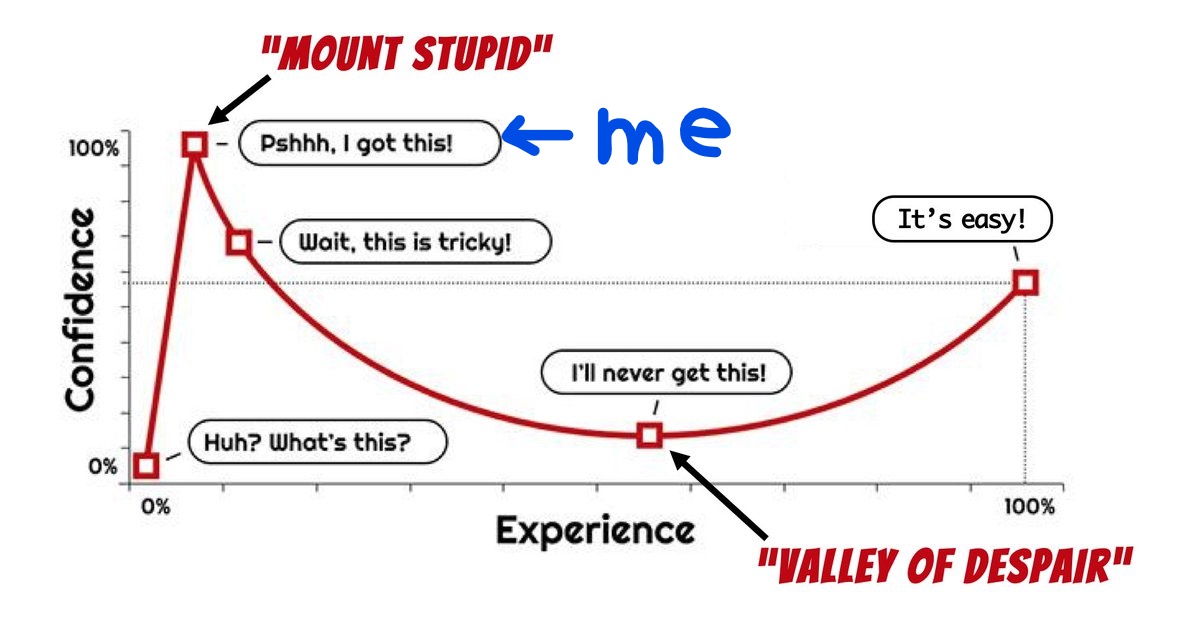 "MOUNT STUPID"
100%
Pshhh, I got this!
me
Wait, this is tricky!
It's easy!
Confidence
I'll never get this!
Huh? What's this?
0%
0%
100%
Experience
"VALLEY OF DESPAIR"